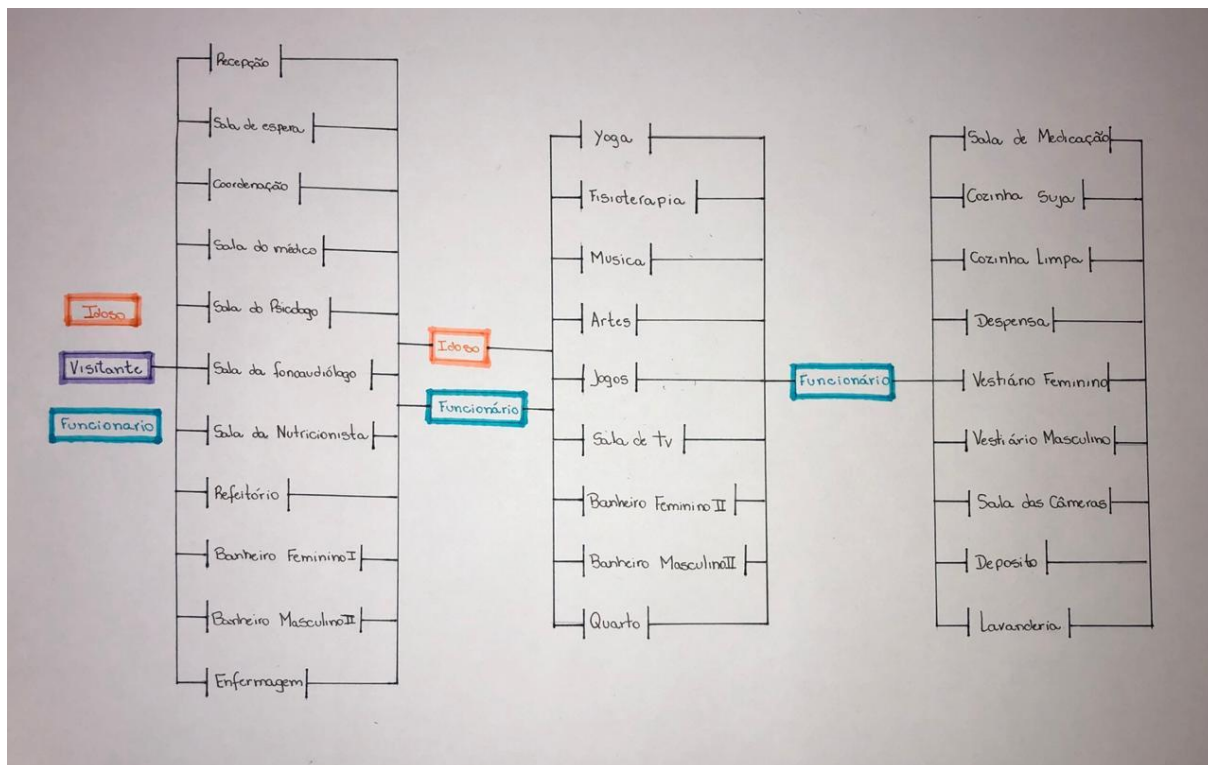 Idoso
Visitante
Funcionario
Recepção
Sala de espera
Coordenação
Sala do médico
Sala do Psicologo
Sala da fonoaudiólogo
Sala da Nutricionista
Refeitório
Banheiro Feminino I
Banheiro Masculino II
Enfermagem
Idoso
Funcionário
Yoga
Fisioterapia
Musica
Artes
Jogos
Sala de tv
Banheiro Feminino II
Banheiro Masculino II
Quarto
Funcionário
Sala de Medicação
Cozinha Suja
Cozinha Limpa
Despensa
Vestiário Feminino
Vestiário Masculino
Sala das Câmeras
Deposito
Lavanderia